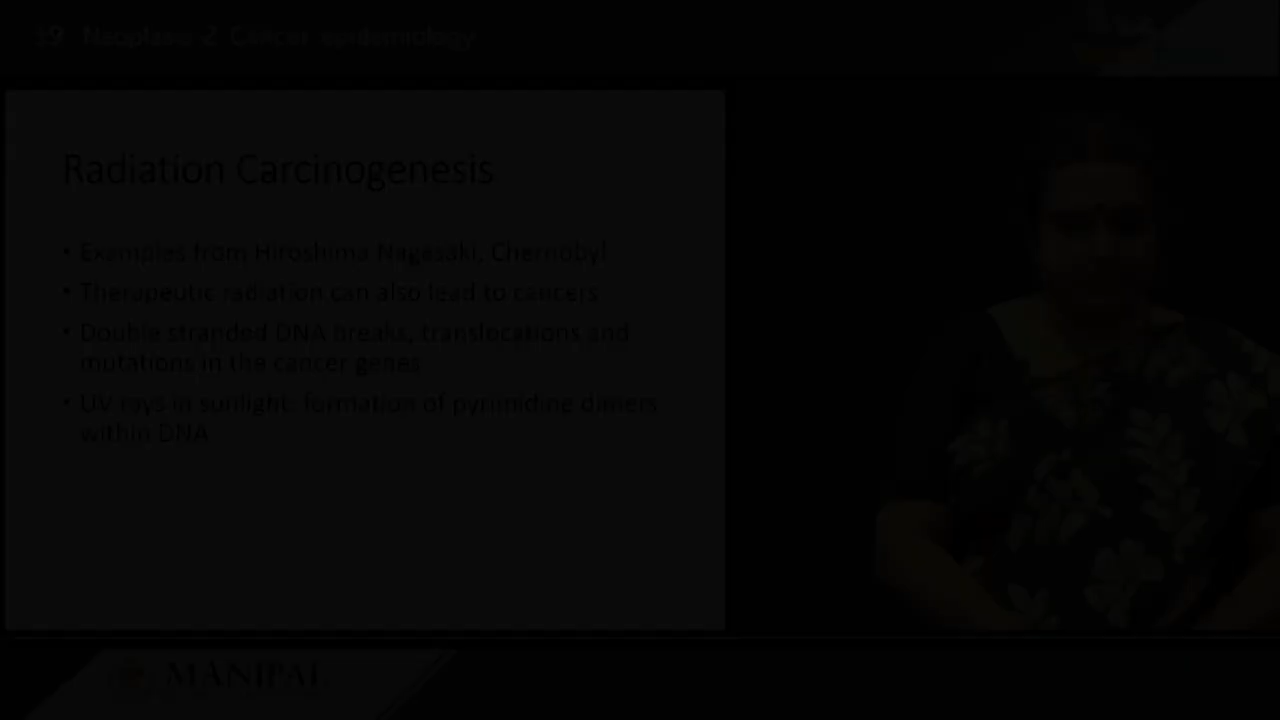 19 Neoplasia-2 Cancer epidemiology
Radiation Carcinogenesis
• Examples from Hiroshima Nagasaki, Chernobyl
• Therapeutic radiation can also lead to cancers
• Double stranded DNA breaks, translocations and
mutations in the cancer genes
• UV rays in sunlight: formation of pyrimidine dimers
within DNA
MANIPAL